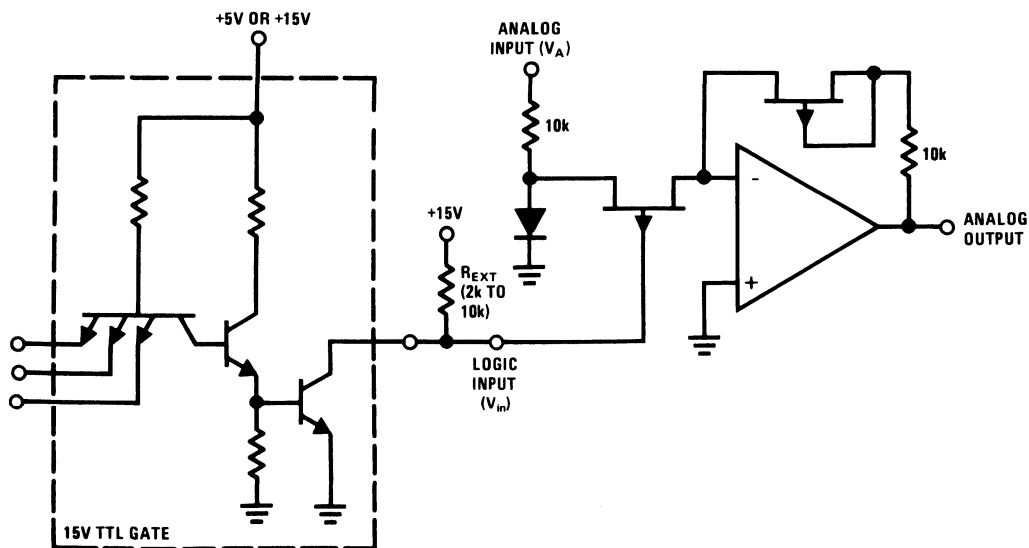 +5V OR +15V
ANALOG
INPUT (VA)
10k
10k
+15V
REXT
(2k TO
10k)
-
+
ANALOG
OUTPUT
LOGIC
INPUT
(Vin)
15V TTL GATE